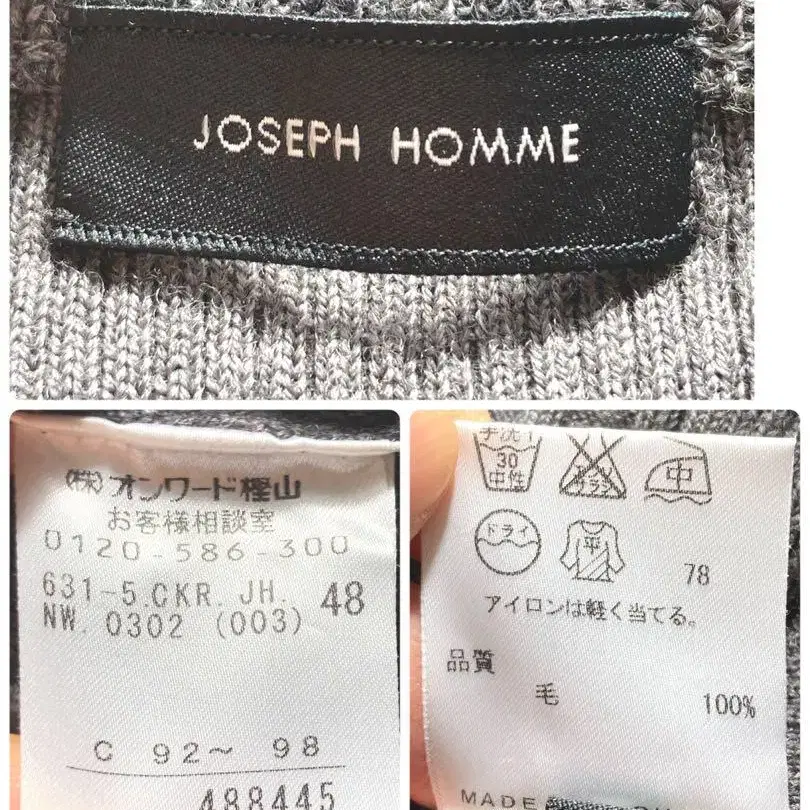 JOSEPH HOMME
(株)オンワード樫山
お客様相談室
0120-586-300
631-5.CKR. JH. 48
NW. 0302 (003)
C 92～ 98
488445
手洗イ
30
中性
エンソ
サラシ
中
ドライ
平
78
アイロンは軽く当てる。
品質
毛 100%
MADE